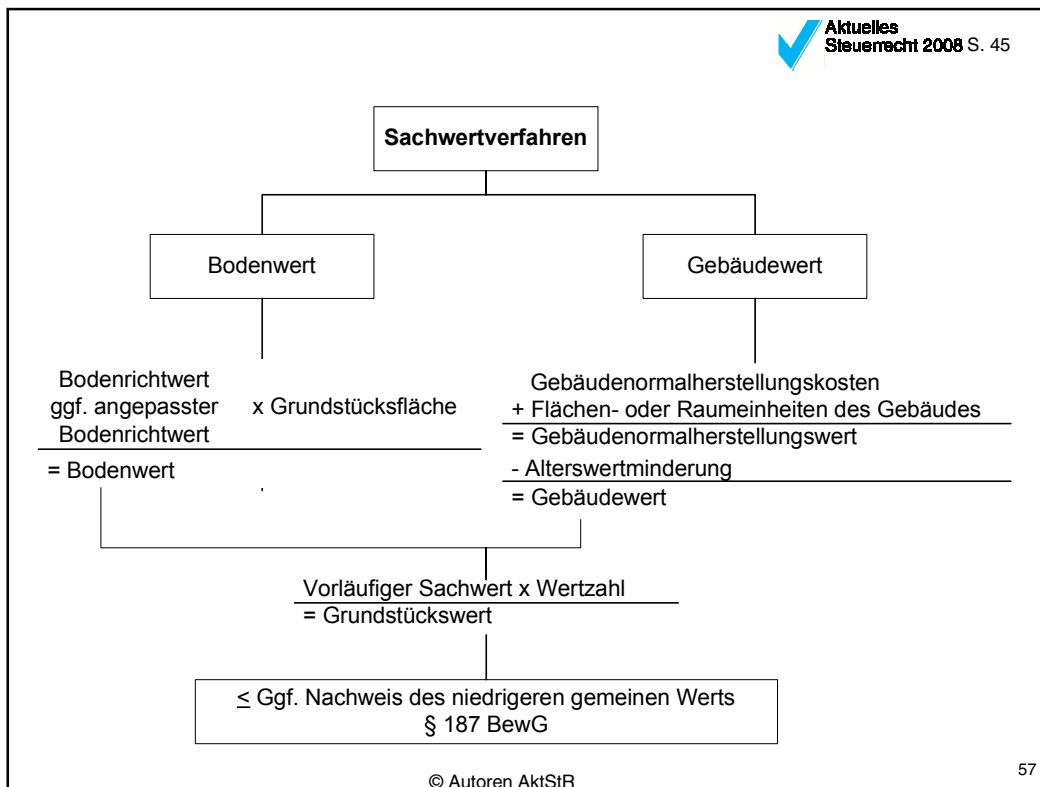 Aktuelles
Steuerrecht 2008 S. 45
Sachwertverfahren
Bodenwert
Gebäudewert
Bodenrichtwert
ggf. angepasster x Grundstücksfläche
Bodenrichtwert
= Bodenwert
Gebäudenormalherstellungskosten
+ Flächen- oder Raumeinheiten des Gebäudes
= Gebäudenormalherstellungswert
- Alterswertminderung
= Gebäudewert
Vorläufiger Sachwert x Wertzahl
= Grundstückswert
≤ Ggf. Nachweis des niedrigeren gemeinen Werts
§ 187 BewG
© Autoren AktStR
57